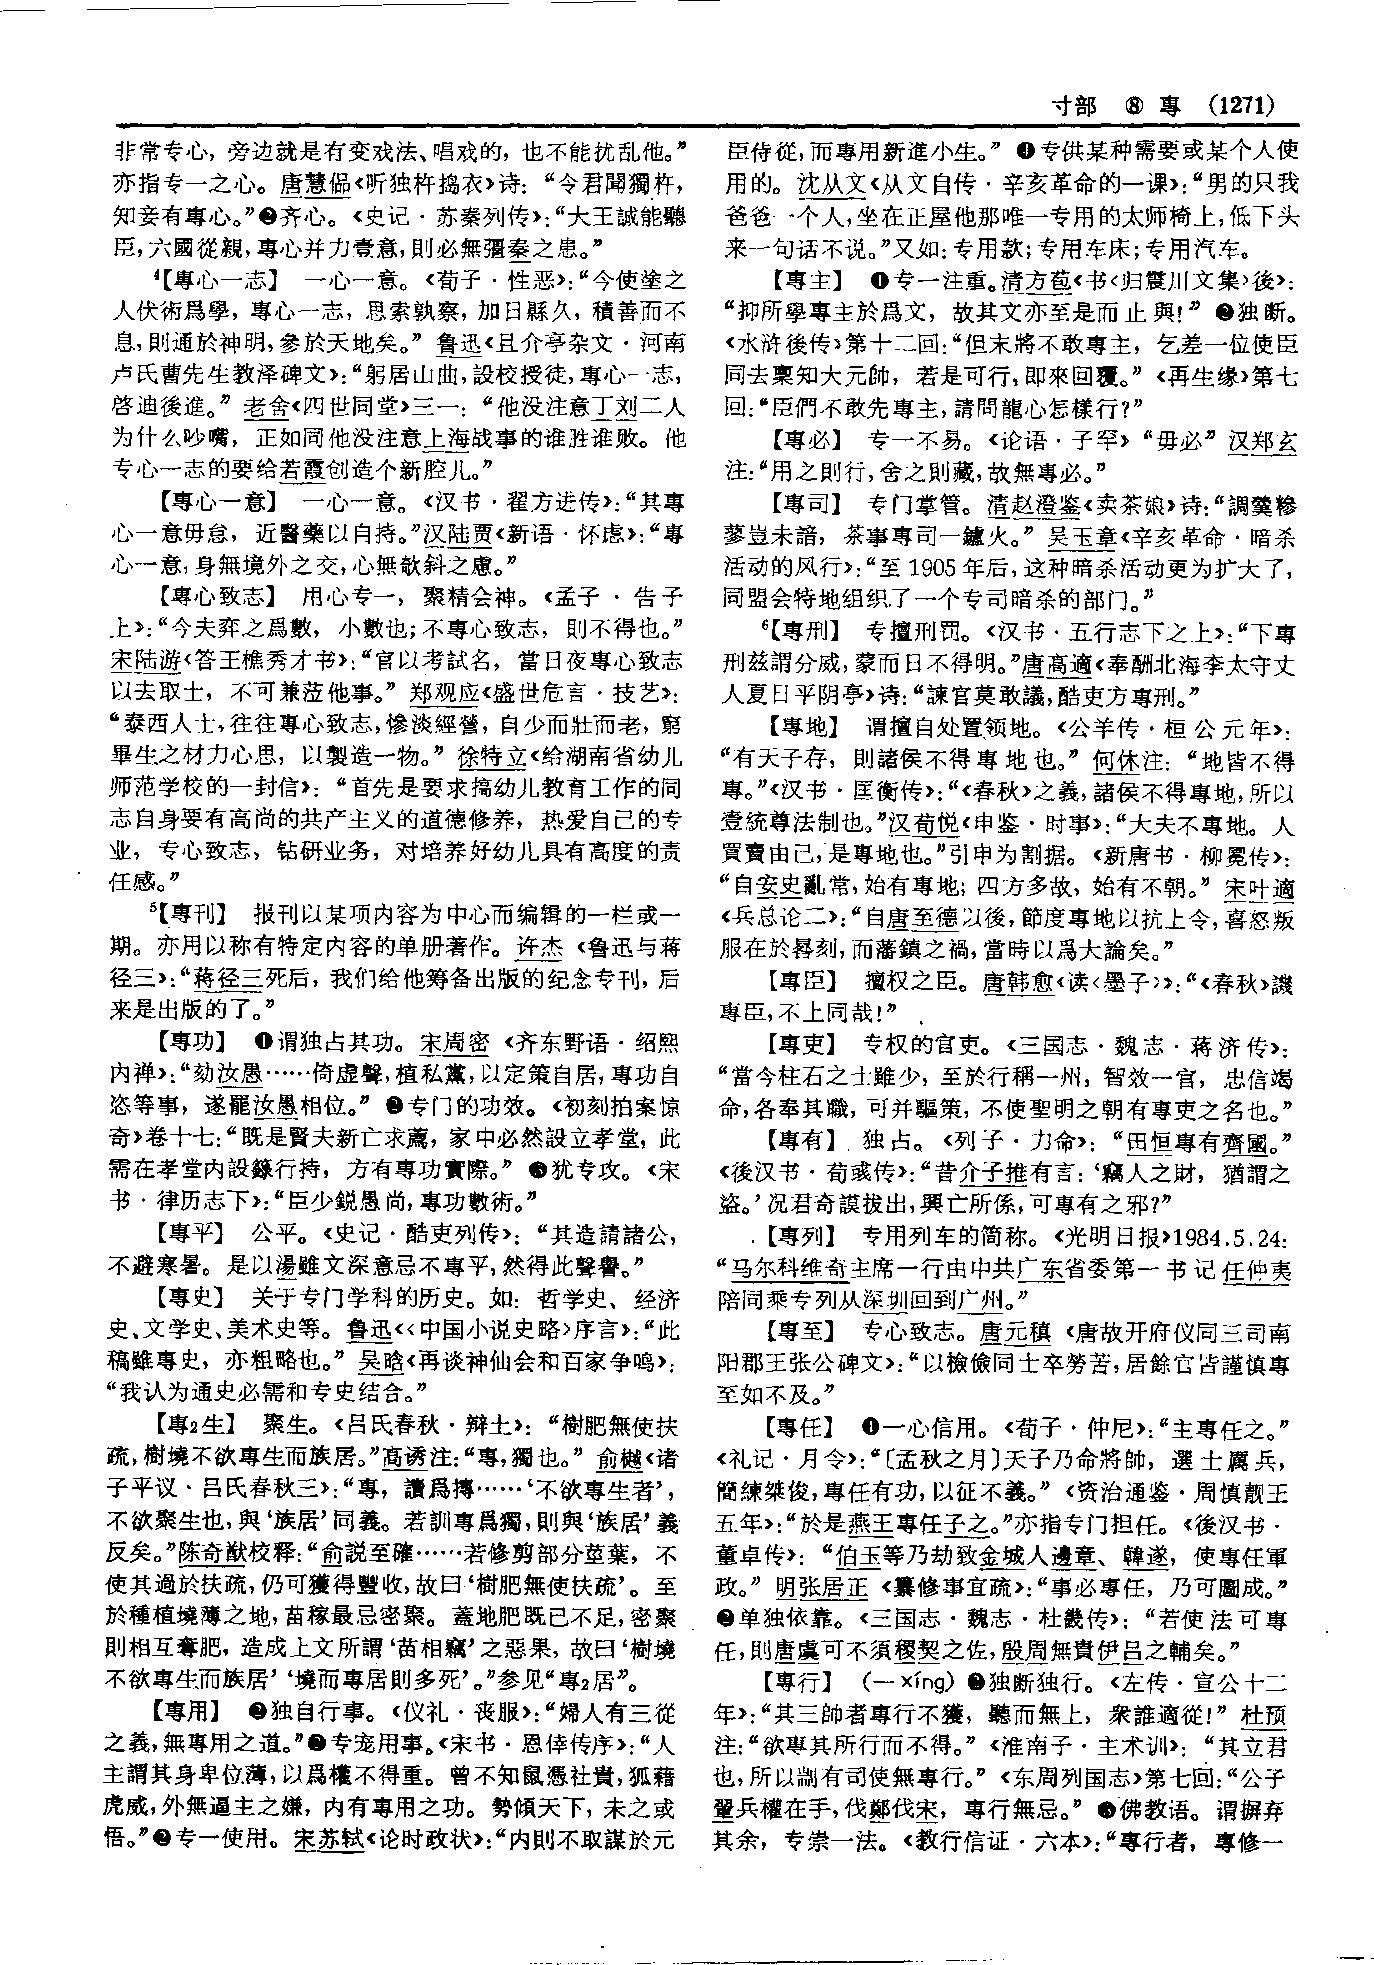 寸部　⑧　專　(1271)
非常专心，旁边就是有变戏法、唱戏的，也不能扰乱他。”
亦指专一之心。唐慧偘《听独杵捣衣》诗：“令君聞獨杵，
知妾有專心。”❷齐心。《史记·苏秦列传》：“大王誠能聽
臣，六國從親，專心并力壹意，則必無彊秦之患。”
⁴【專心一志】　一心一意。《荀子·性恶》：“今使塗之
人伏術爲學，專心一志，思索孰察，加日縣久，積善而不
息，則通於神明，參於天地矣。”鲁迅《且介亭杂文·河南
卢氏曹先生教泽碑文》：“躬居山曲，設校授徒，專心一志，
啓迪後進。”老舍《四世同堂》三一：“他没注意丁刘二人
为什么吵嘴，正如同他没注意上海战事的谁胜谁败。他
专心一志的要给若霞创造个新腔儿。”
【專心一意】　一心一意。《汉书·翟方进传》：“其專
心一意毋怠，近醫藥以自持。”汉陆贾《新语·怀虑》：“專
心一意，身無境外之交，心無欹斜之慮。”
【專心致志】　用心专一，聚精会神。《孟子·告子
上》：“今夫弈之爲數，小數也；不專心致志，則不得也。”
宋陆游《答王樵秀才书》：“官以考試名，當日夜專心致志
以去取士，不可兼涖他事。”郑观应《盛世危言·技艺》：
“泰西人士，往往專心致志，慘淡經營，自少而壯而老，窮
畢生之材力心思，以製造一物。”徐特立《给湖南省幼儿
师范学校的一封信》：“首先是要求搞幼儿教育工作的同
志自身要有高尚的共产主义的道德修养，热爱自己的专
业，专心致志，钻研业务，对培养好幼儿具有高度的责
任感。”
⁵【專刊】　报刊以某项内容为中心而编辑的一栏或一
期。亦用以称有特定内容的单册著作。许杰《鲁迅与蒋
径三》：“蒋径三死后，我们给他筹备出版的纪念专刊，后
来是出版的了。”
【專功】　❶谓独占其功。宋周密《齐东野语·绍熙
内禅》：“劾汝愚……倚虚聲，植私黨，以定策自居，專功自
恣等事，遂罷汝愚相位。”❷专门的功效。《初刻拍案惊
奇》卷十七：“既是賢夫新亡求薦，家中必然設立孝堂，此
需在孝堂内設籙行持，方有專功實際。”❸犹专攻。《宋
书·律历志下》：“臣少鋭愚尚，專功數術。”
【專平】　公平。《史记·酷吏列传》：“其造請諸公，
不避寒暑。是以湯雖文深意忌不專平，然得此聲譽。”
【專史】　关于专门学科的历史。如：哲学史、经济
史、文学史、美术史等。鲁迅《〈中国小说史略〉序言》：“此
稿雖專史，亦粗略也。”吴晗《再谈神仙会和百家争鸣》：
“我认为通史必需和专史结合。”
【專₂生】　聚生。《吕氏春秋·辩土》：“樹肥無使扶
疏，樹墝不欲專生而族居。”高诱注：“專，獨也。”俞樾《诸
子平议·吕氏春秋三》：“專，讀爲摶……‘不欲專生者’，
不欲聚生也，與‘族居’同義。若訓專爲獨，則與‘族居’義
反矣。”陈奇猷校释：“俞説至確……若修剪部分莖葉，不
使其過於扶疏，仍可獲得豐收，故曰‘樹肥無使扶疏’。至
於種植墝薄之地，苗稼最忌密聚。蓋地肥既已不足，密聚
則相互奪肥，造成上文所謂‘苗相竊’之惡果，故曰‘樹墝
不欲專生而族居’‘墝而專居則多死’。”参见“專₂居”。
【專用】　❶独自行事。《仪礼·丧服》：“婦人有三從
之義，無專用之道。”❷专宠用事。《宋书·恩倖传序》：“人
主謂其身卑位薄，以爲權不得重。曾不知鼠憑社貴，狐藉
虎威，外無逼主之嫌，内有專用之功。勢傾天下，未之或
悟。”❸专一使用。宋苏轼《论时政状》：“内則不取謀於元
臣侍從，而專用新進小生。”❹专供某种需要或某个人使
用的。沈从文《从文自传·辛亥革命的一课》：“男的只我
爸爸一个人，坐在正屋他那唯一专用的太师椅上，低下头
来一句话不说。”又如：专用款；专用车床；专用汽车。
【專主】　❶专一注重。清方苞《书〈归震川文集〉後》：
“抑所學專主於爲文，故其文亦至是而止與！”❷独断。
《水浒後传》第十二回：“但末將不敢專主，乞差一位使臣
同去稟知大元帥，若是可行，即來回覆。”《再生缘》第七
回：“臣們不敢先專主，請問龍心怎樣行？”
【專必】　专一不易。《论语·子罕》“毋必”汉郑玄
注：“用之則行，舍之則藏，故無專必。”
【專司】　专门掌管。清赵澄鉴《卖茶娘》诗：“調羹糝
蓼豈未諳，茶事專司一鑪火。”吴玉章《辛亥革命·暗杀
活动的风行》：“至1905年后，这种暗杀活动更为扩大了，
同盟会特地组织了一个专司暗杀的部门。”
⁶【專刑】　专擅刑罚。《汉书·五行志下之上》：“下專
刑兹謂分威，蒙而日不得明。”唐高適《奉酬北海李太守丈
人夏日平阴亭》诗：“諫官莫敢議，酷吏方專刑。”
【專地】　谓擅自处置领地。《公羊传·桓公元年》：
“有天子存，則諸侯不得專地也。”何休注：“地皆不得
專。”《汉书·匡衡传》：“《春秋》之義，諸侯不得專地，所以
壹統尊法制也。”汉荀悦《申鉴·时事》：“大夫不專地。人
買賣由己，是專地也。”引申为割据。《新唐书·柳冕传》：
“自安史亂常，始有專地；四方多故，始有不朝。”宋叶適
《兵总论二》：“自唐至德以後，節度專地以抗上令，喜怒叛
服在於晷刻，而藩鎮之禍，當時以爲大論矣。”
【專臣】　擅权之臣。唐韩愈《读〈墨子〉》：“《春秋》譏
專臣，不上同哉！”
【專吏】　专权的官吏。《三国志·魏志·蒋济传》：
“當今柱石之士雖少，至於行稱一州，智效一官，忠信竭
命，各奉其職，可并驅策，不使聖明之朝有專吏之名也。”
【專有】　独占。《列子·力命》：“田恒專有齊國。”
《後汉书·荀彧传》：“昔介子推有言：‘竊人之財，猶謂之
盜。’况君奇謨拔出，興亡所係，可專有之邪？”
【專列】　专用列车的简称。《光明日报》1984.5.24：
“马尔科维奇主席一行由中共广东省委第一书记任仲夷
陪同乘专列从深圳回到广州。”
【專至】　专心致志。唐元稹《唐故开府仪同三司南
阳郡王张公碑文》：“以檢儉同士卒勞苦，居餘官皆謹慎專
至如不及。”
【專任】　❶一心信用。《荀子·仲尼》：“主專任之。”
《礼记·月令》：“〔孟秋之月〕天子乃命將帥，選士厲兵，
簡練桀俊，專任有功，以征不義。”《资治通鉴·周慎靓王
五年》：“於是燕王專任子之。”亦指专门担任。《後汉书·
董卓传》：“伯玉等乃劫致金城人邊章、韓遂，使專任軍
政。”明张居正《纂修事宜疏》：“事必專任，乃可圖成。”
❷单独依靠。《三国志·魏志·杜畿传》：“若使法可專
任，則唐虞可不須稷契之佐，殷周無貴伊吕之輔矣。”
【專行】　(一xíng) ❶独断独行。《左传·宣公十二
年》：“其三帥者專行不獲，聽而無上，衆誰適從！”杜预
注：“欲專其所行而不得。”《淮南子·主术训》：“其立君
也，所以剬有司使無專行。”《东周列国志》第七回：“公子
翬兵權在手，伐鄭伐宋，專行無忌。”❷佛教语。谓摒弃
其余，专崇一法。《教行信证·六本》：“專行者，專修一